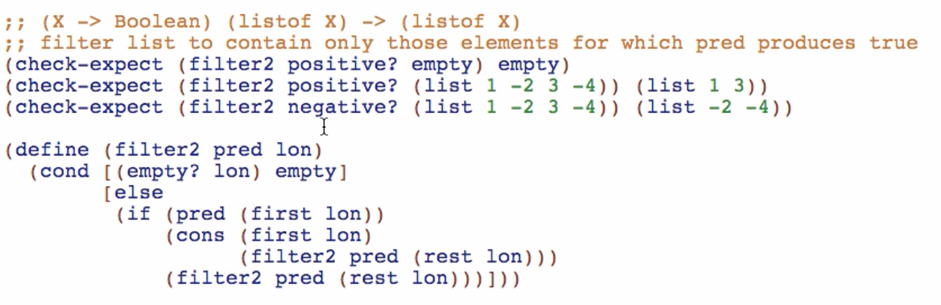 ;; (X -> Boolean) (listof X) -> (listof X)
;; filter list to contain only those elements for which pred produces true
(check-expect (filter2 positive? empty) empty)
(check-expect (filter2 positive? (list 1 -2 3 -4)) (list 1 3))
(check-expect (filter2 negative? (list 1 -2 3 -4)) (list -2 -4))
(define (filter2 pred lon)
  (cond [(empty? lon) empty]
        [else
         (if (pred (first lon))
             (cons (first lon)
                   (filter2 pred (rest lon)))
             (filter2 pred (rest lon)))]))